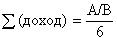 ∑(доход) = A/B
6